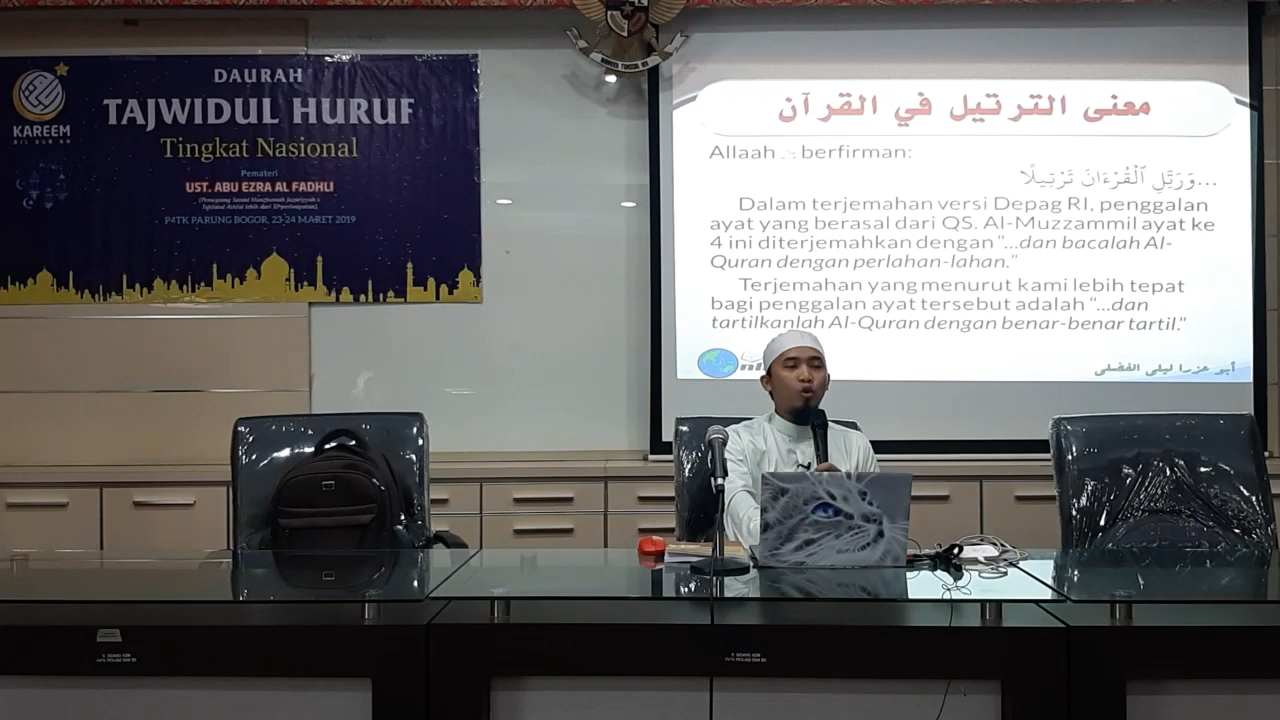 DAURAH
TAJWIDUL HURUF
Tingkat Nasional
KAREEM
BIL QUR'AN
Pemateri
UST. ABU EZRA AL FADHLI
P4TK PARUNG BOGOR, 23-24 MARET 2019
معنى الترتيل في القرآن
Allaah berfirman:
...وَرَتِّلِ ٱلْقُرْءَانَ تَرْتِيلًا
Dalam terjemahan versi Depag RI, penggalan
ayat yang berasal dari QS. Al-Muzzammil ayat ke
4 ini diterjemahkan dengan "...dan bacalah Al-
Quran dengan perlahan-lahan."
Terjemahan yang menurut kami lebih tepat
bagi penggalan ayat tersebut adalah "...dan
tartilkanlah Al-Quran dengan benar-benar tartil."
أبو عزرا ليلى الفضلي